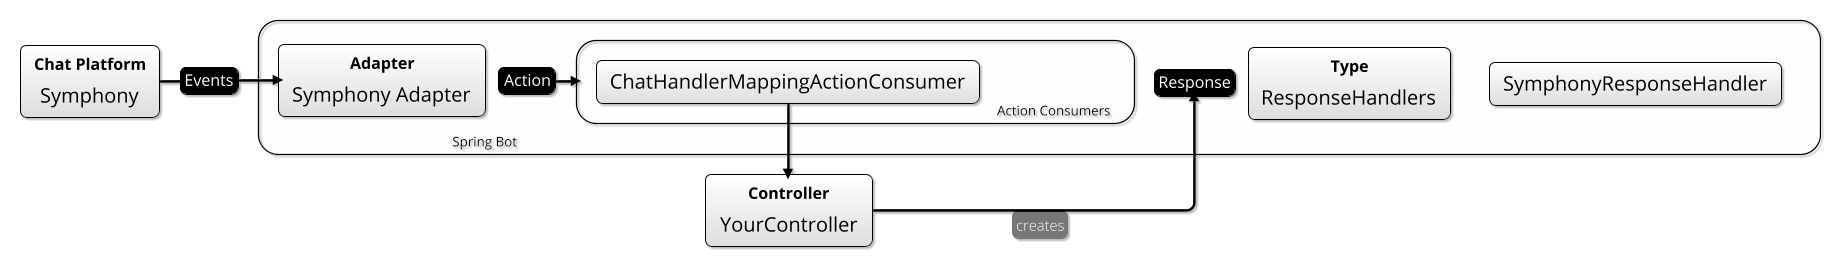 Chat Platform
Symphony
Events
Adapter
Symphony Adapter
Action
ChatHandlerMappingActionConsumer
Action Consumers
Response
Type
ResponseHandlers
SymphonyResponseHandler
Spring Bot
Controller
YourController
creates